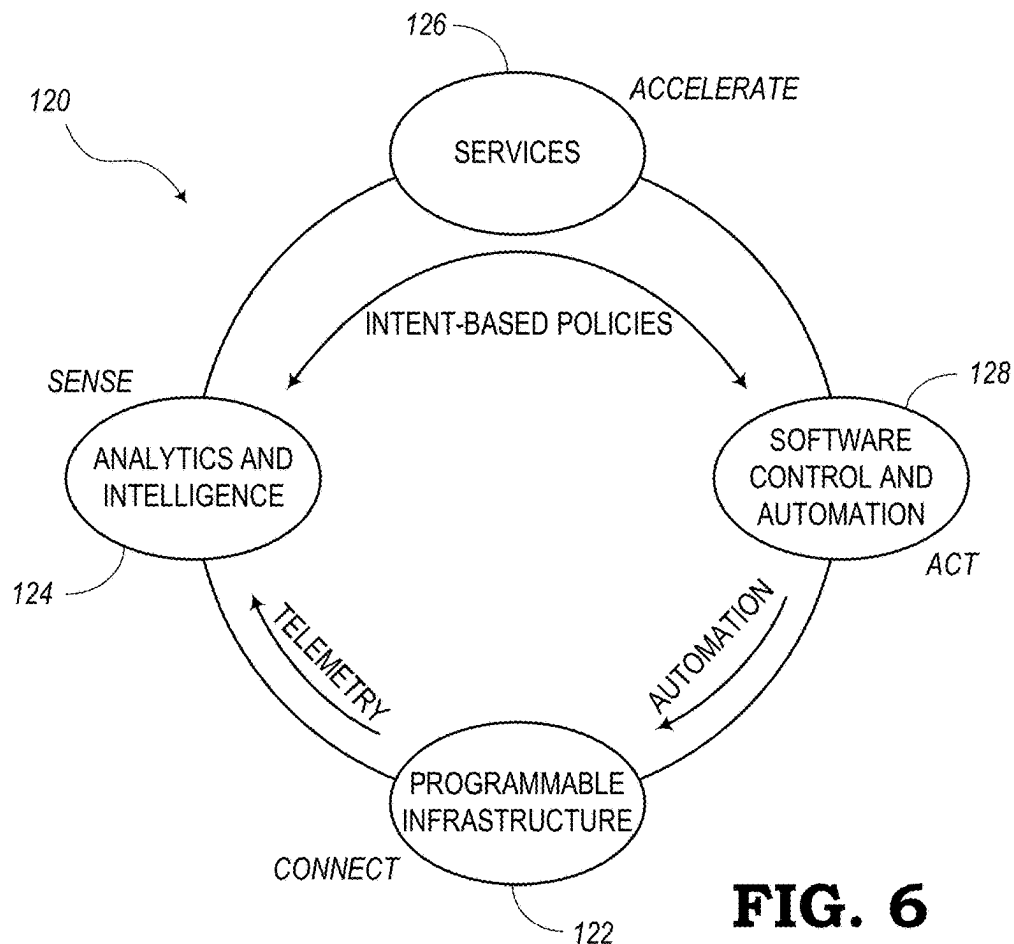 126
ACCELERATE
120
SERVICES
INTENT-BASED POLICIES
SENSE
128
ANALYTICS AND
INTELLIGENCE
SOFTWARE
CONTROL AND
AUTOMATION
ACT
124
TELEMETRY
AUTOMATION
PROGRAMMABLE
INFRASTRUCTURE
CONNECT
122
FIG. 6